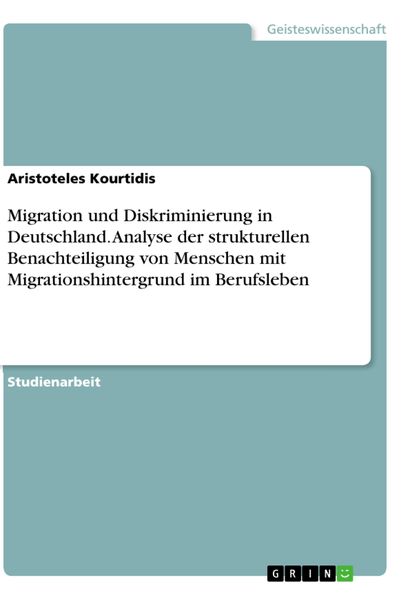 Geisteswissenschaft
Aristoteles Kourtidis
Migration und Diskriminierung in
Deutschland. Analyse der strukturellen
Benachteiligung von Menschen mit
Migrationshintergrund im Berufsleben
Studienarbeit
GRIN